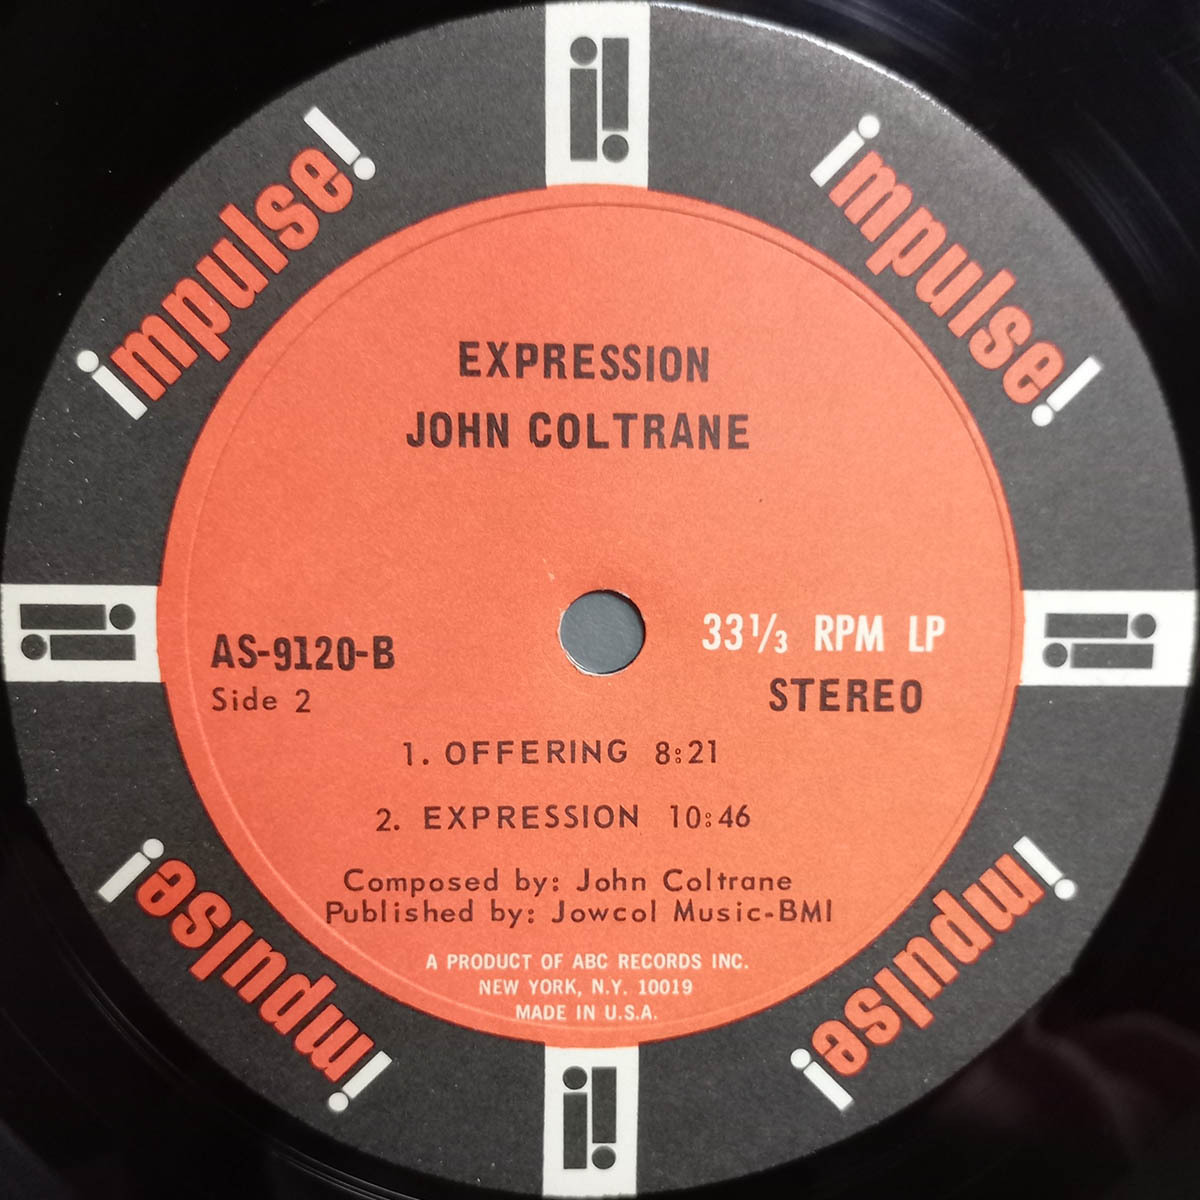 impulse!
impulse!
EXPRESSION
JOHN COLTRANE
AS-9120-B
Side 2
33 1/3 RPM LP
STEREO
1. OFFERING 8:21
2. EXPRESSION 10:46
Composed by: John Coltrane
Published by: Jowcol Music-BMI
A PRODUCT OF ABC RECORDS INC.
NEW YORK, N.Y. 10019
MADE IN U.S.A.
impulse!
impulse!